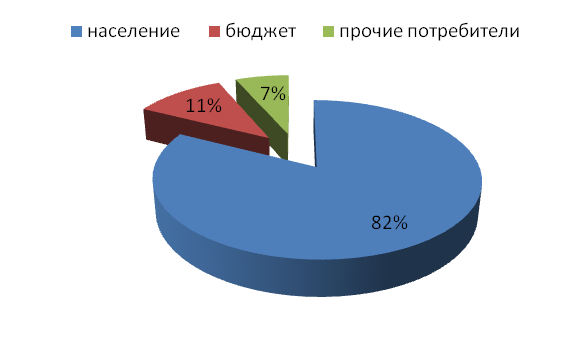 население бюджет прочие потребители
7%
11%
82%